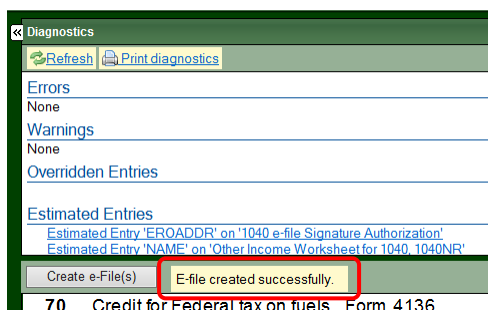 «
Diagnostics
Refresh Print diagnostics
Errors
None
Warnings
None
Overridden Entries
Estimated Entries
Estimated Entry 'EROADDR' on '1040 e-file Signature Authorization'
Estimated Entry 'NAME' on 'Other Income Worksheet for 1040, 1040NR'
Create e-File(s) E-file created successfully.
70 Credit for Federal tax on fuels. Form 4136